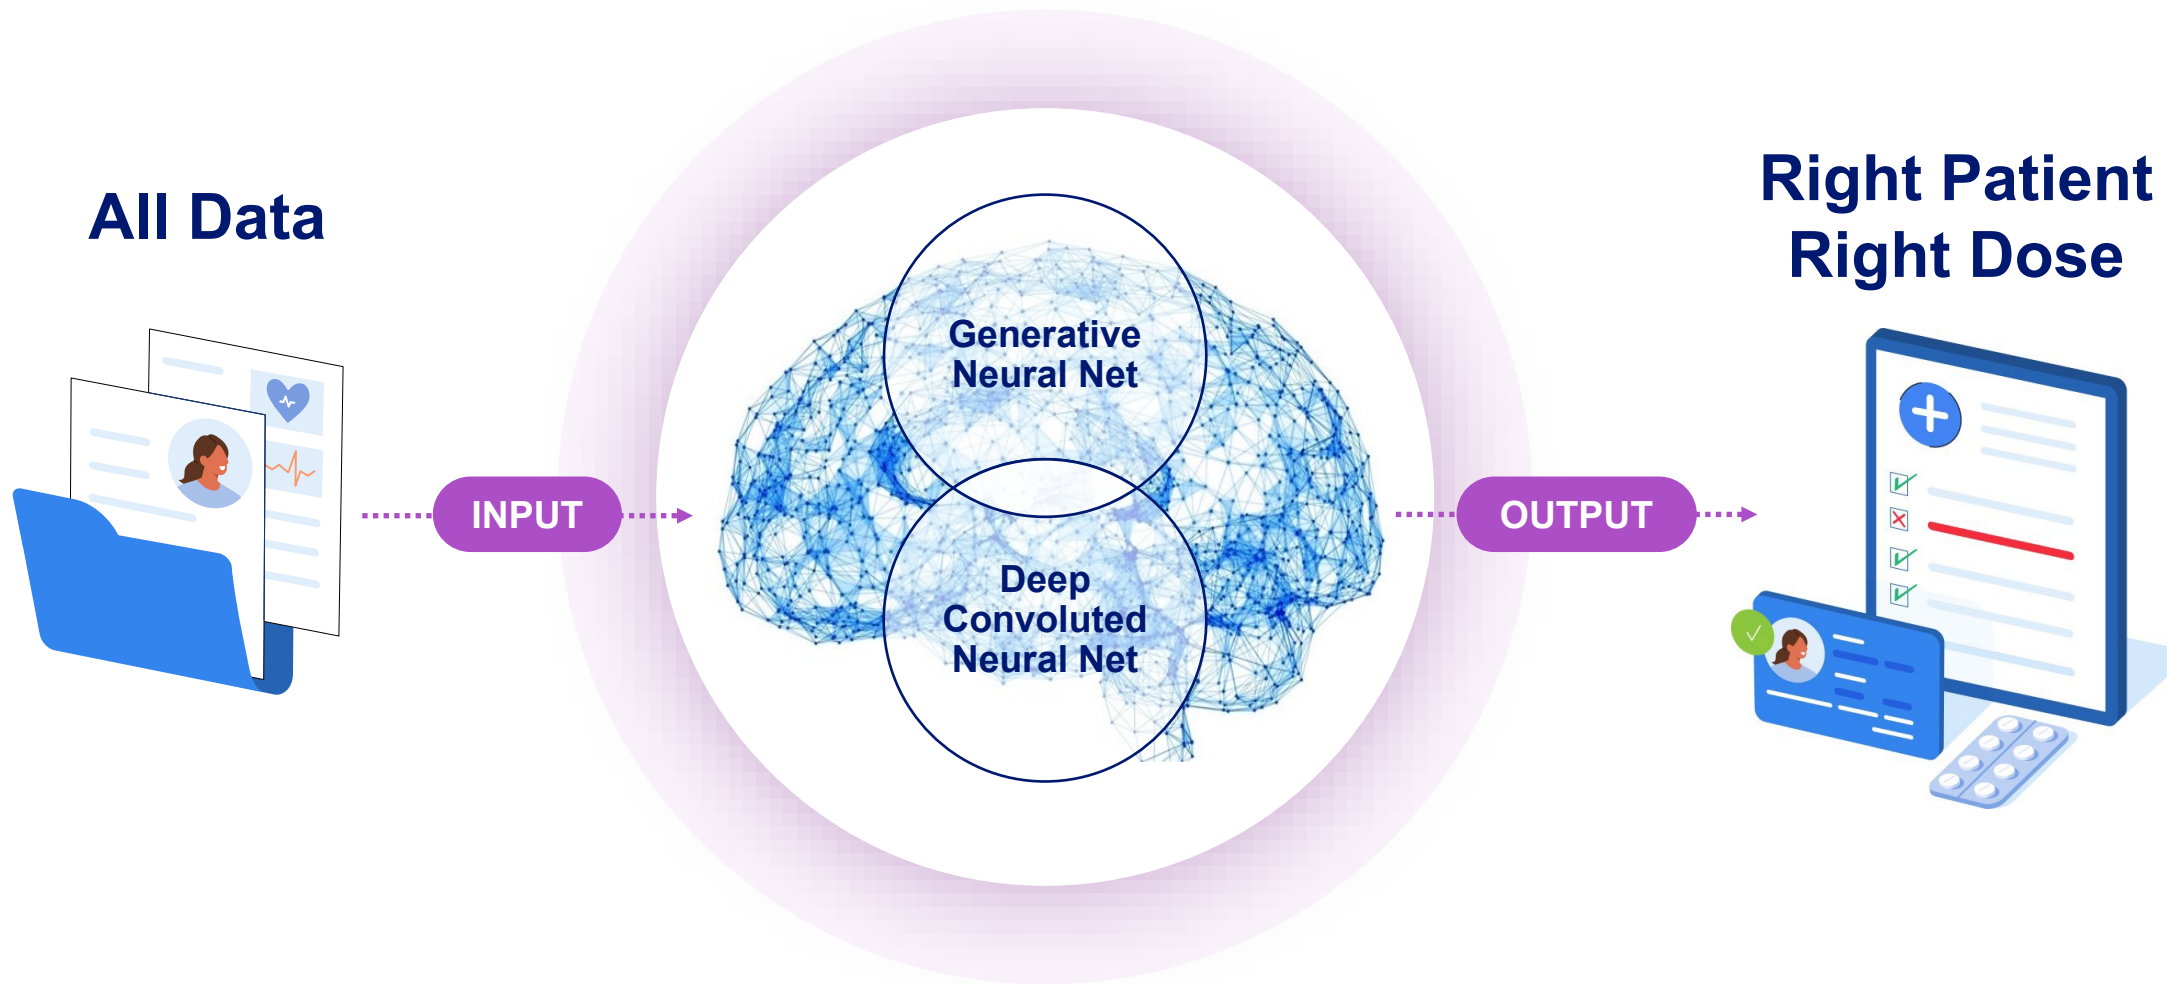 All Data
INPUT
Generative
Neural Net
Deep
Convoluted
Neural Net
OUTPUT
Right Patient
Right Dose